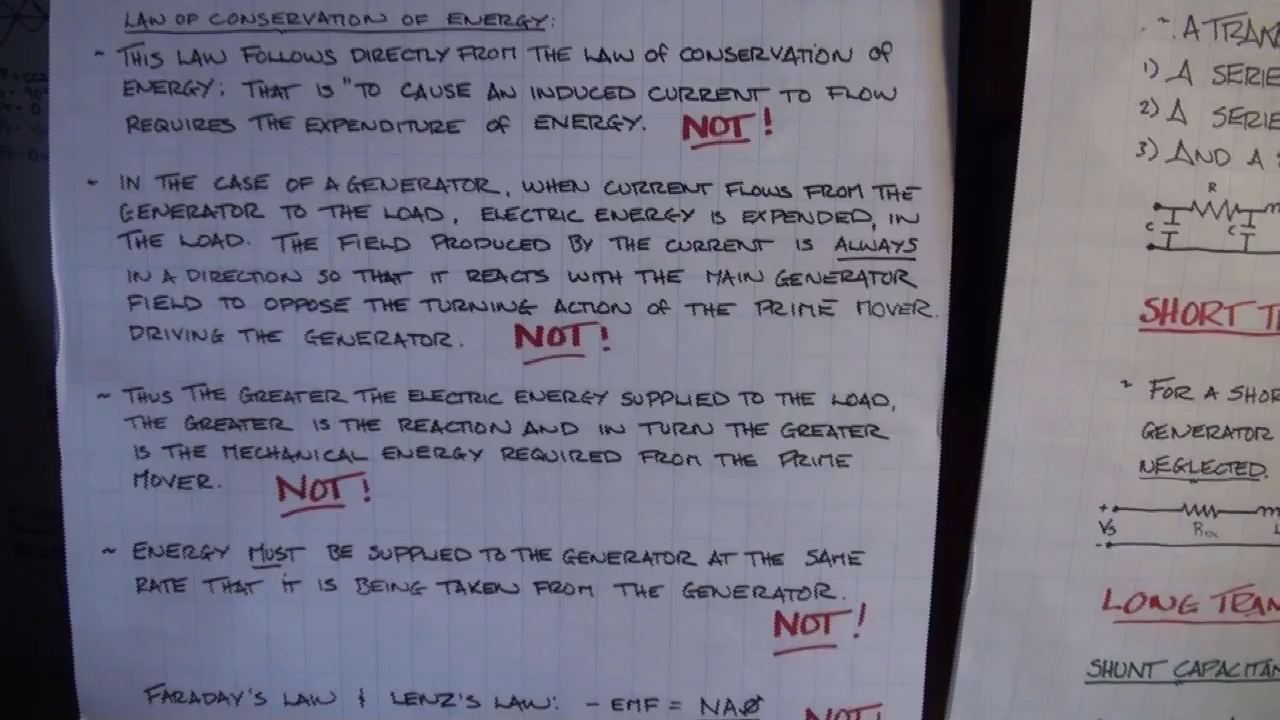 LAW OF CONSERVATION OF ENERGY:
~ THIS LAW FOLLOWS DIRECTLY FROM THE LAW OF CONSERVATION OF
ENERGY: THAT IS "TO CAUSE AN INDUCED CURRENT TO FLOW
REQUIRES THE EXPENDITURE OF ENERGY. NOT!
~ IN THE CASE OF A GENERATOR, WHEN CURRENT FLOWS FROM THE
GENERATOR TO THE LOAD, ELECTRIC ENERGY IS EXPENDED, IN
THE LOAD. THE FIELD PRODUCED BY THE CURRENT IS ALWAYS
IN A DIRECTION SO THAT IT REACTS WITH THE MAIN GENERATOR
FIELD TO OPPOSE THE TURNING ACTION OF THE PRIME MOVER.
DRIVING THE GENERATOR. NOT!
~ THUS THE GREATER THE ELECTRIC ENERGY SUPPLIED TO THE LOAD,
THE GREATER IS THE REACTION AND IN TURN THE GREATER
IS THE MECHANICAL ENERGY REQUIRED FROM THE PRIME
MOVER. NOT!
~ ENERGY MUST BE SUPPLIED TO THE GENERATOR AT THE SAME
RATE THAT IT IS BEING TAKEN FROM THE GENERATOR.
NOT!
FARADAY'S LAW & LENZ'S LAW: - EMF = NΔØ
NOT!
~ A TRAN
1) A SERIE
2) A SERIE
3) AND A
R
C C
SHORT T
~ FOR A SHOR
GENERATOR
NEGLECTED.
+
Vs
-
LONG TRAN
SHUNT CAPACITAN